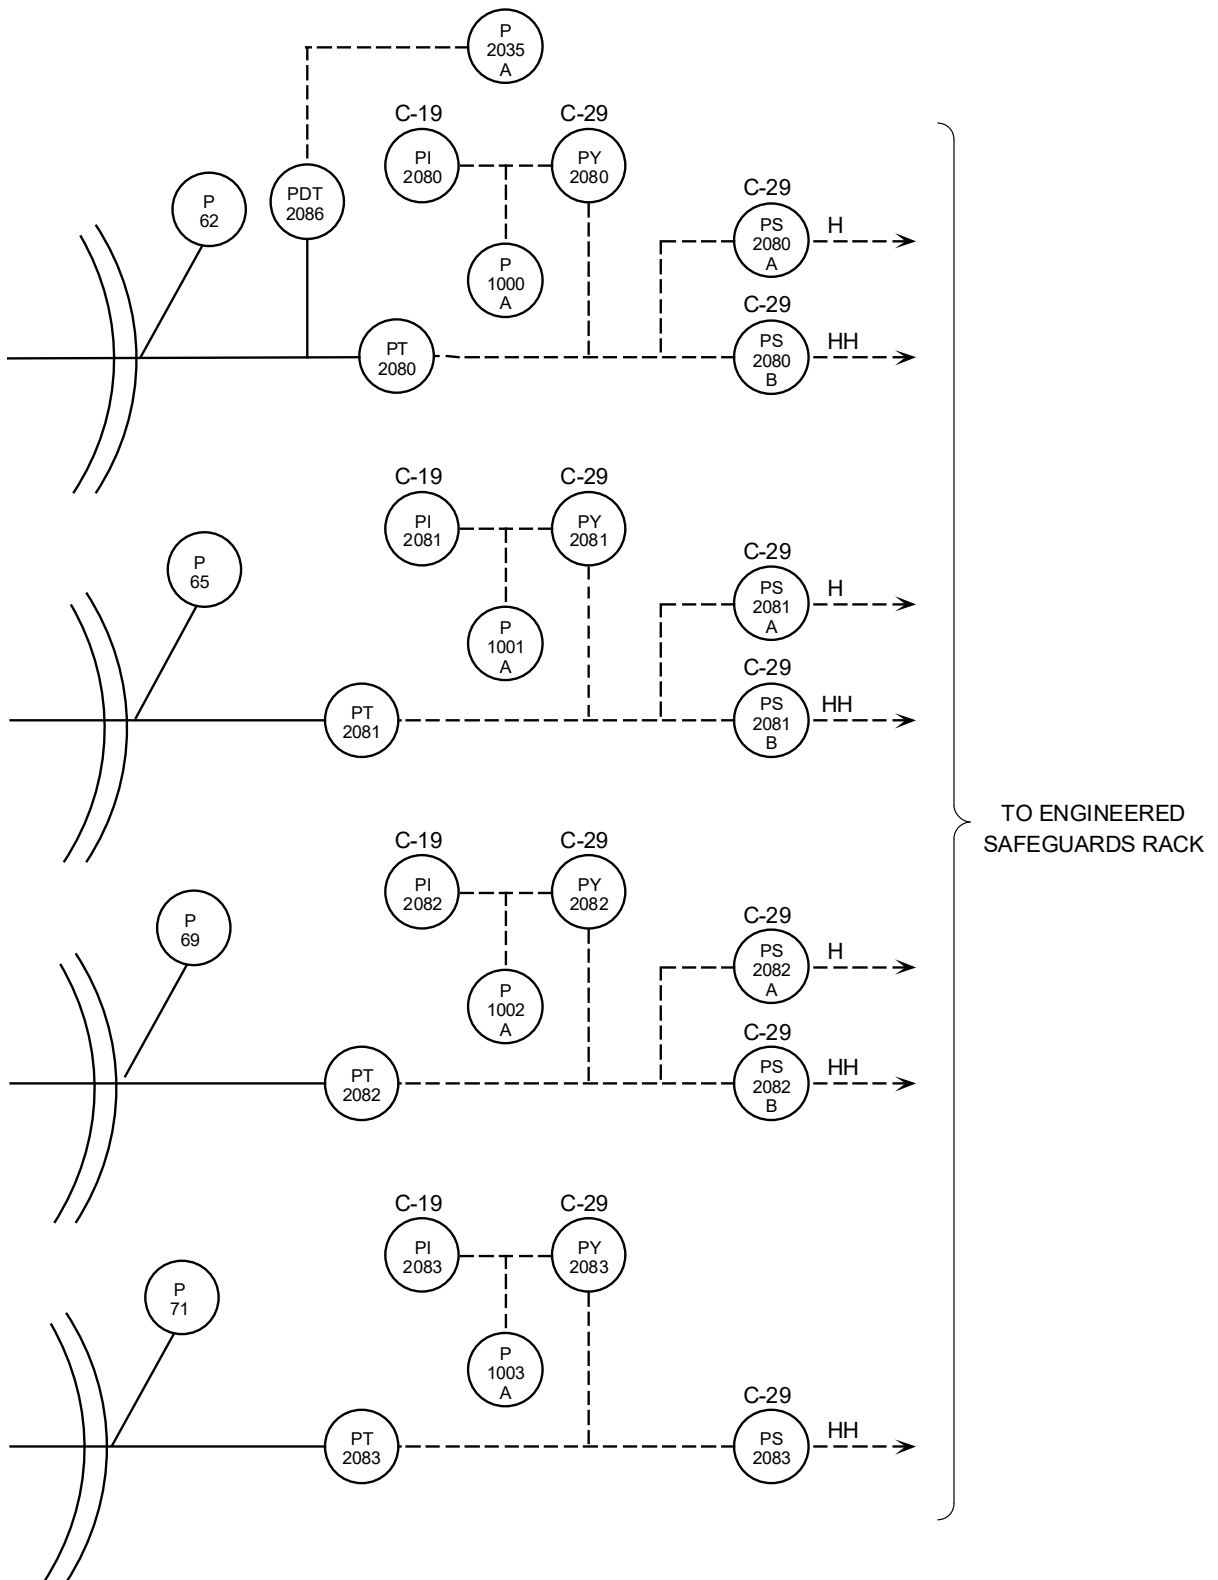 P
2035
A
C-19
C-29
PI
2080
PY
2080
P
62
PDT
2086
C-29
PS
2080
A
H
P
1000
A
C-29
PT
2080
PS
2080
B
HH
C-19
C-29
PI
2081
PY
2081
P
65
C-29
PS
2081
A
H
P
1001
A
C-29
PT
2081
PS
2081
B
HH
TO ENGINEERED
SAFEGUARDS RACK
C-19
C-29
PI
2082
PY
2082
P
69
C-29
PS
2082
A
H
P
1002
A
C-29
PT
2082
PS
2082
B
HH
C-19
C-29
PI
2083
PY
2083
P
71
P
1003
A
C-29
PT
2083
PS
2083
HH